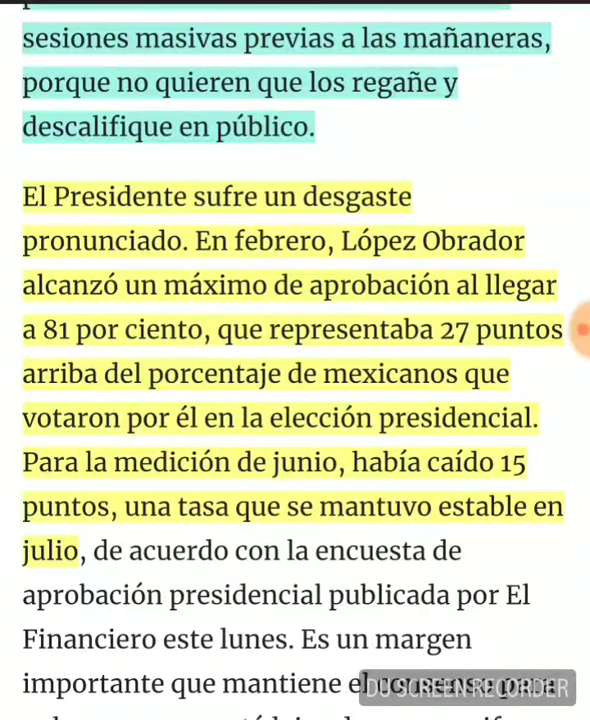 sesiones masivas previas a las mañaneras,
porque no quieren que los regañe y
descalifique en público.
El Presidente sufre un desgaste
pronunciado. En febrero, López Obrador
alcanzó un máximo de aprobación al llegar
a 81 por ciento, que representaba 27 puntos
arriba del porcentaje de mexicanos que
votaron por él en la elección presidencial.
Para la medición de junio, había caído 15
puntos, una tasa que se mantuvo estable en
julio, de acuerdo con la encuesta de
aprobación presidencial publicada por El
Financiero este lunes. Es un margen
importante que mantiene el
DU SCREEN RECORDER